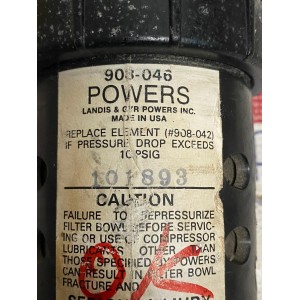 908-046
POWERS
LANDIS & GYR POWERS INC.
MADE IN USA
REPLACE ELEMENT (#908-042)
IF PRESSURE DROP EXCEEDS
10PSIG
101893
CAUTION
FAILURE TO DEPRESSURIZE
FILTER BOWL BEFORE SERVIC-
ING OR USE OF COMPRESSOR
LUBRICANTS OTHER THAN
THOSE SPECIFIED BY POWERS
CAN RESULT IN FILTER BOWL
FRACTURE AND
INJURY